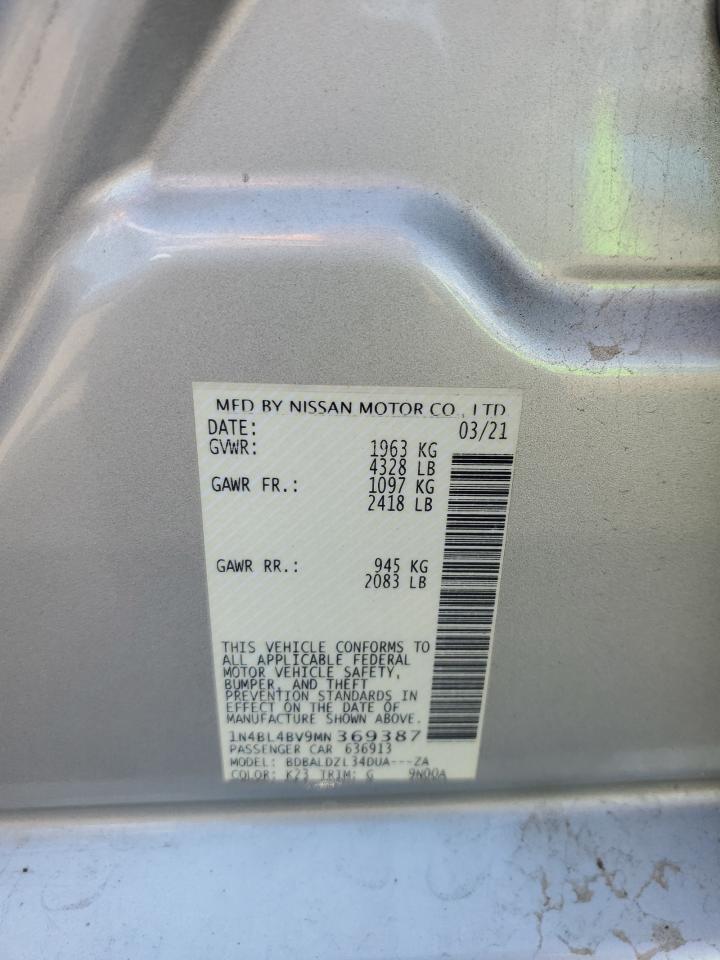 MFD BY NISSAN MOTOR CO., LTD
DATE: 03/21
GVWR: 1963 KG
4328 LB
GAWR FR.: 1097 KG
2418 LB
GAWR RR.: 945 KG
2083 LB
THIS VEHICLE CONFORMS TO
ALL APPLICABLE FEDERAL
MOTOR VEHICLE SAFETY,
BUMPER, AND THEFT
PREVENTION STANDARDS IN
EFFECT ON THE DATE OF
MANUFACTURE SHOWN ABOVE.
1N4BL4BV9MN369387
PASSENGER CAR 636913
MODEL: BDBALDZL34DUA---ZA
COLOR: K23 TRIM: G 9N00A